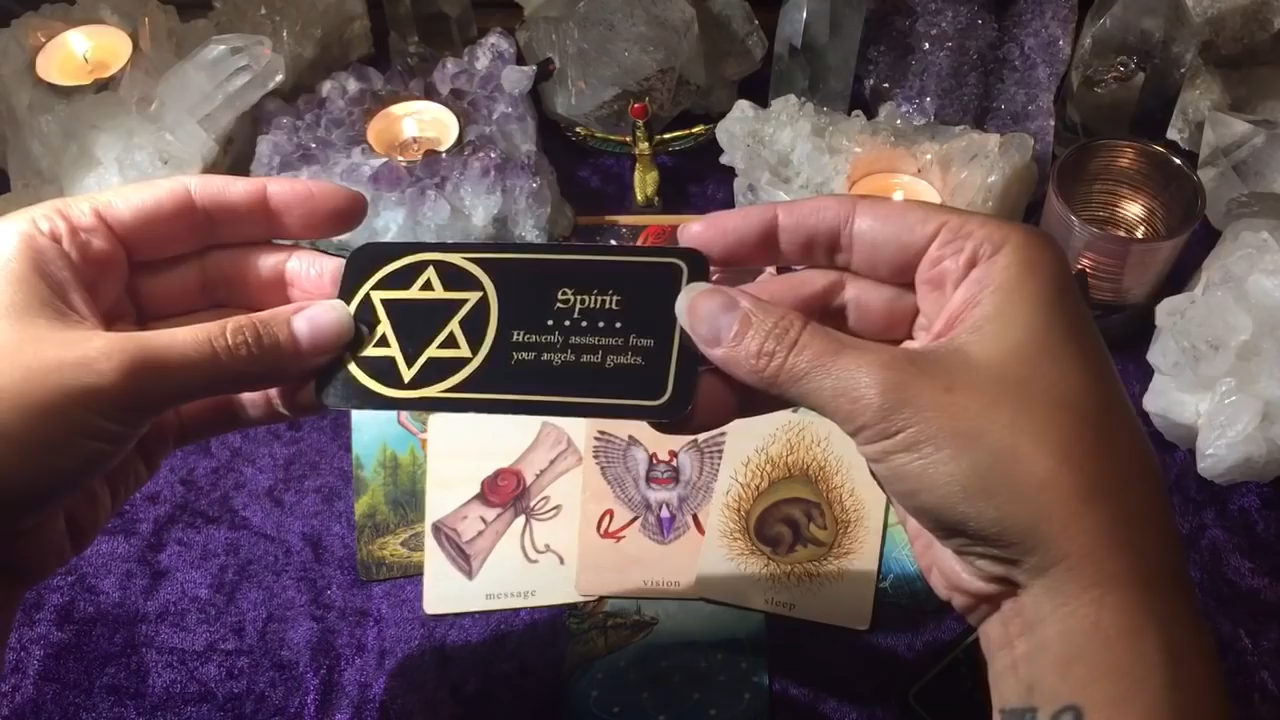 Spirit
Heavenly assistance from
your angels and guides.
message
vision
sleep